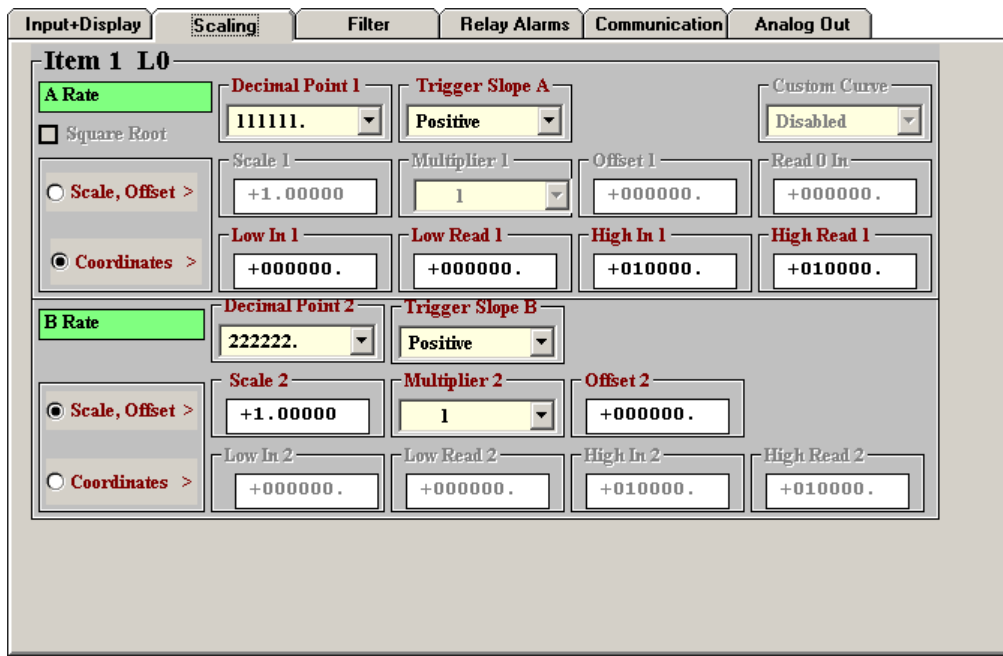 Input+Display Scaling Filter Relay Alarms Communication Analog Out
Item 1 L0
A Rate
Decimal Point 1 Trigger Slope A Custom Curve
111111. Positive Disabled
Square Root
Scale 1 Multiplier 1 Offset 1 Read 0 In
Scale, Offset > +1.00000 1 +000000. +000000.
Low In 1 Low Read 1 High In 1 High Read 1
Coordinates > +000000. +000000. +010000. +010000.
B Rate
Decimal Point 2 Trigger Slope B
222222. Positive
Scale 2 Multiplier 2 Offset 2
Scale, Offset > +1.00000 1 +000000.
Low In 2 Low Read 2 High In 2 High Read 2
Coordinates > +000000. +000000. +010000. +010000.